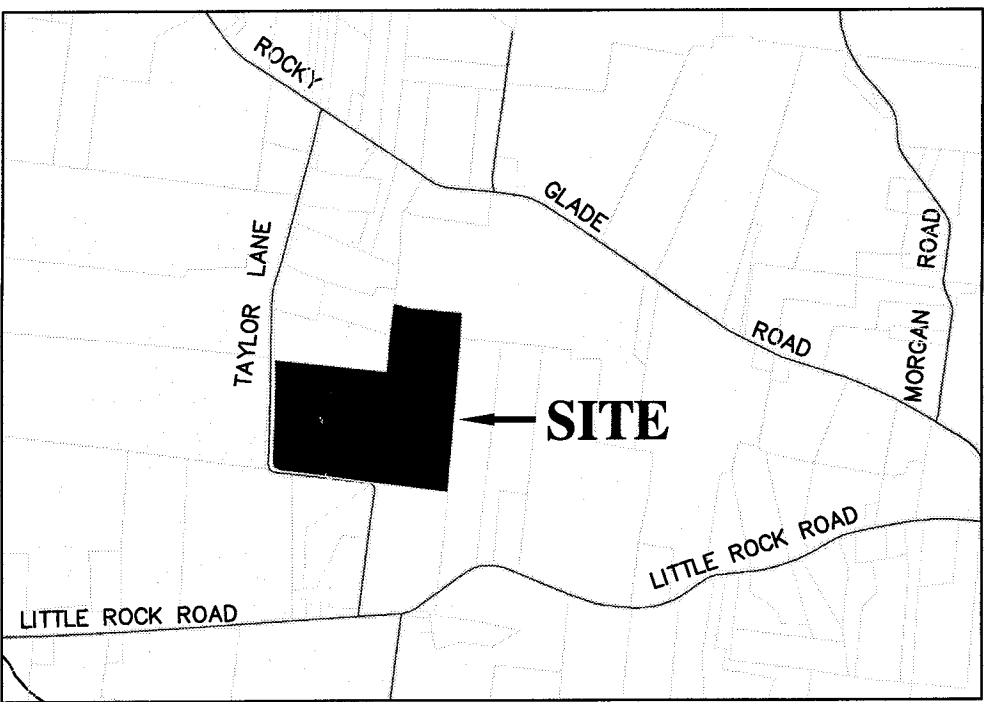 ROCKY
GLADE
ROAD
MORGAN ROAD
TAYLOR LANE
SITE
LITTLE ROCK ROAD
LITTLE ROCK ROAD